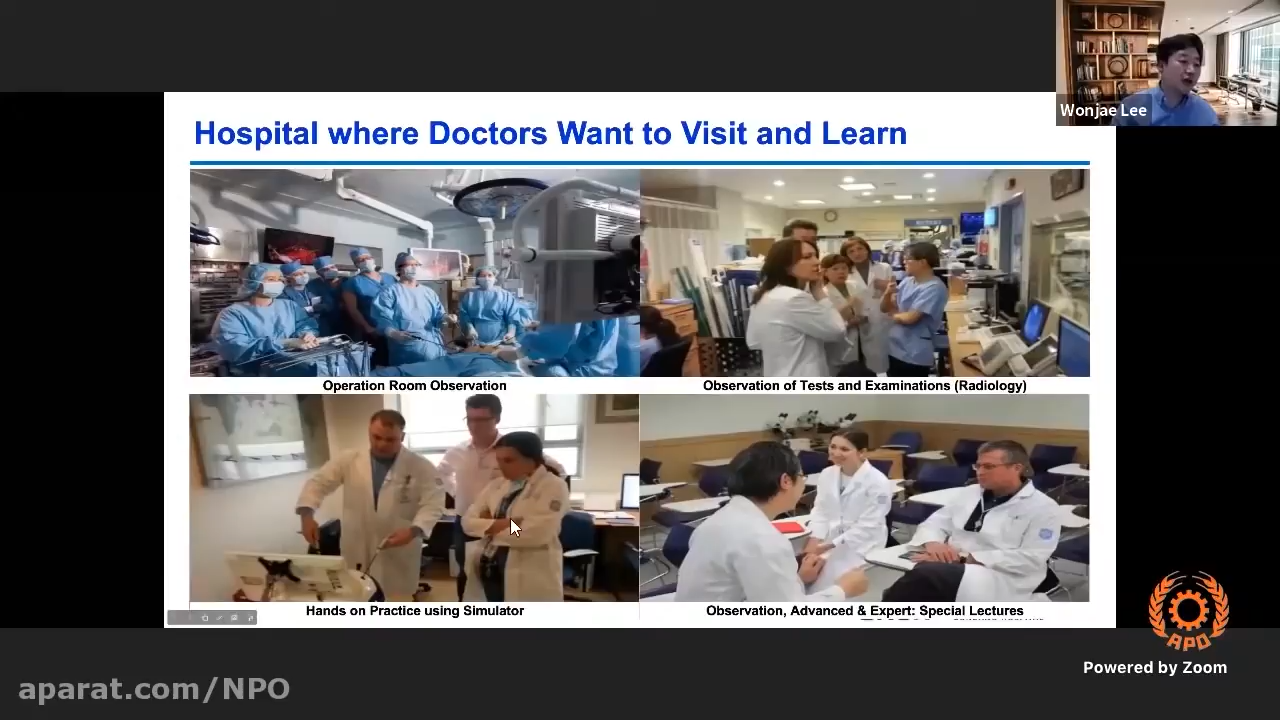 Wonjae Lee
Hospital where Doctors Want to Visit and Learn
Operation Room Observation
Observation of Tests and Examinations (Radiology)
Hands on Practice using Simulator
Observation, Advanced & Expert: Special Lectures
APO
Powered by Zoom
aparat.com/NPO